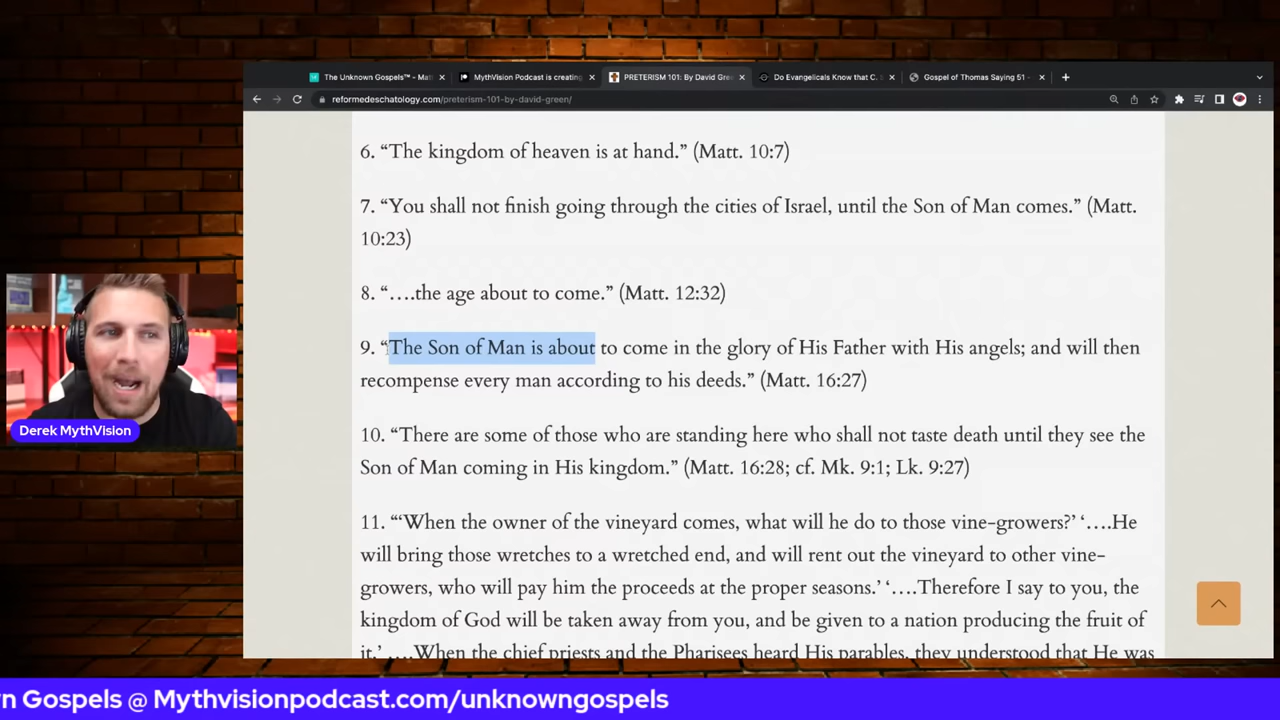 The Unknown Gospels™ - Mat
MythVision Podcast is creating
PRETERISM 101: By David Gree
Do Evangelicals Know that C. S
Gospel of Thomas Saying 51 -
reformedeschatology.com/preterism-101-by-david-green/
6. “The kingdom of heaven is at hand.” (Matt. 10:7)
7. “You shall not finish going through the cities of Israel, until the Son of Man comes.” (Matt.
10:23)
8. “….the age about to come.” (Matt. 12:32)
9. “The Son of Man is about to come in the glory of His Father with His angels; and will then
recompense every man according to his deeds.” (Matt. 16:27)
10. “There are some of those who are standing here who shall not taste death until they see the
Son of Man coming in His kingdom.” (Matt. 16:28; cf. Mk. 9:1; Lk. 9:27)
11. “‘When the owner of the vineyard comes, what will he do to those vine-growers?’ ‘….He
will bring those wretches to a wretched end, and will rent out the vineyard to other vine-
growers, who will pay him the proceeds at the proper seasons.’ ‘….Therefore I say to you, the
kingdom of God will be taken away from you, and be given to a nation producing the fruit of
it.’ ….When the chief priests and the Pharisees heard His parables, they understood that He was
Derek MythVision
wn Gospels @ Mythvisionpodcast.com/unknowngospels